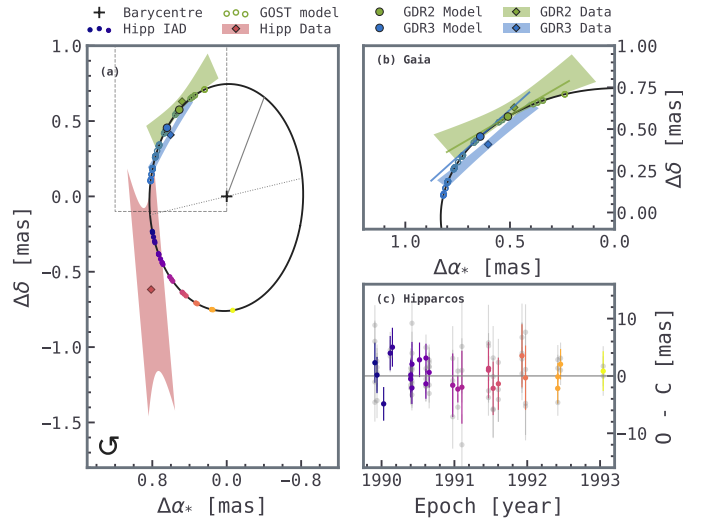 Barycentre GOST model GDR2 Model GDR2 Data
Hipp IAD Hipp Data GDR3 Model GDR3 Data
(a)
1.0
0.5
0.0
−0.5
−1.0
−1.5
Δδ [mas]
0.8 0.0 −0.8
Δα* [mas]
(b) Gaia
1.00
0.75
0.50
0.25
0.00
Δδ [mas]
1.0 0.5 0.0
Δα* [mas]
(c) Hipparcos
10
0
−10
O - C [mas]
1990 1991 1992 1993
Epoch [year]